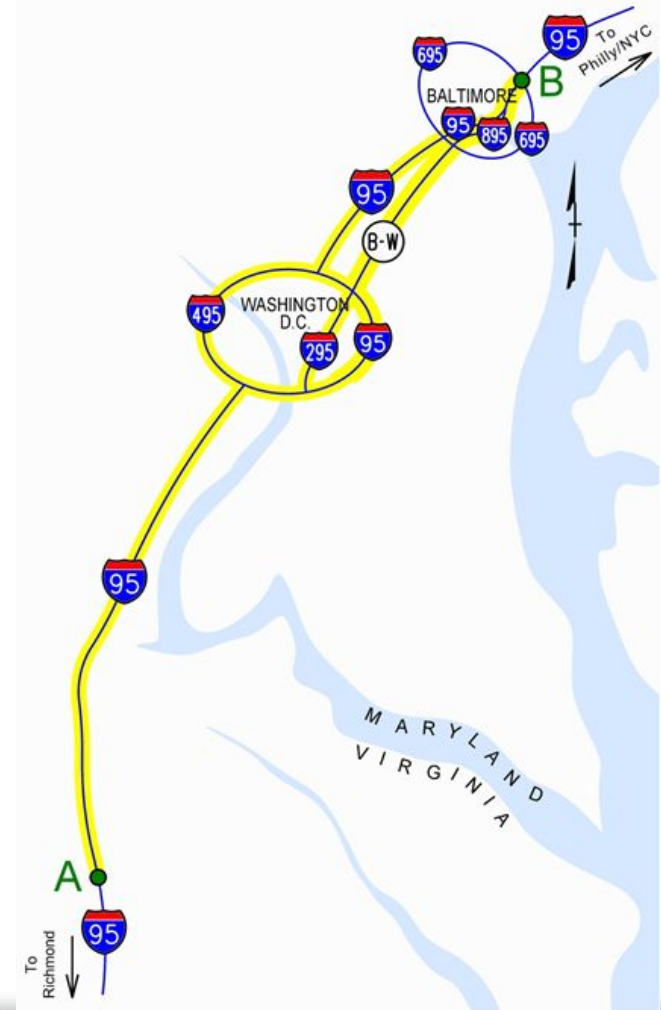 695
95
To
Philly/NYC
B
BALTIMORE
95
895
695
95
B-W
495
WASHINGTON
D.C.
295
95
95
MARYLAND
VIRGINIA
A
95
To
Richmond